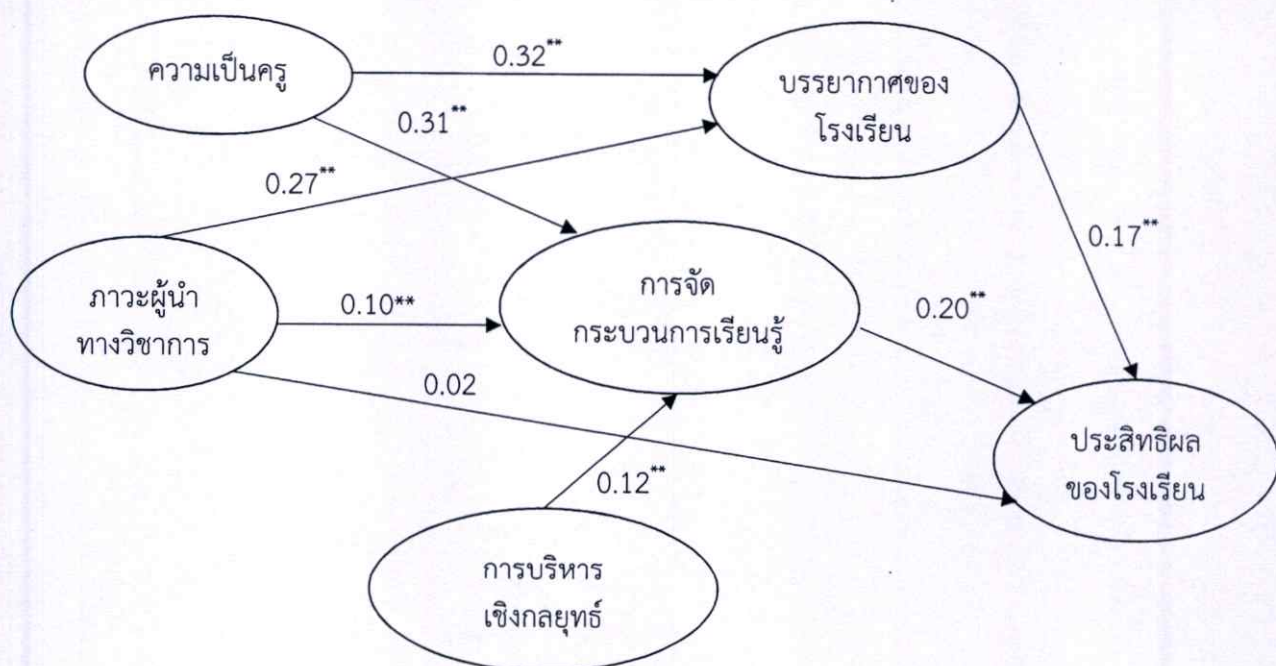 ความเป็นครู
0.32**
บรรยากาศของ
โรงเรียน
0.31**
0.27**
0.17**
ภาวะผู้นำ
ทางวิชาการ
0.10**
การจัด
กระบวนการเรียนรู้
0.20**
0.02
ประสิทธิผล
ของโรงเรียน
0.12**
การบริหาร
เชิงกลยุทธ์